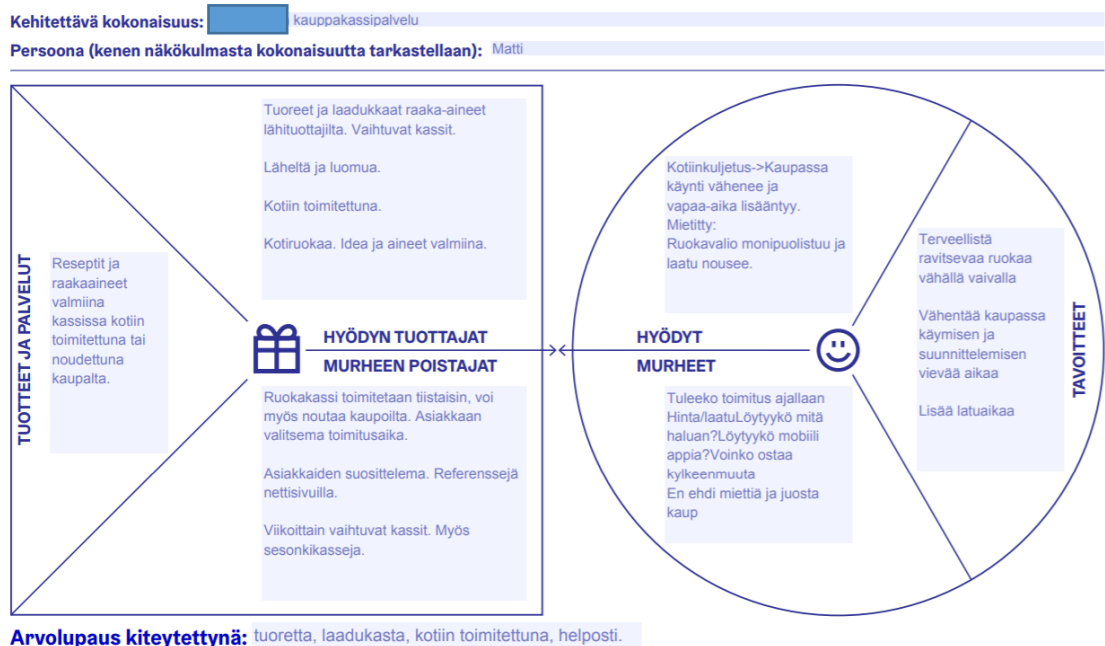 Kehitettävä kokonaisuus: kauppakassipalvelu
Persoona (kenen näkökulmasta kokonaisuutta tarkastellaan): Matti
TUOTTEET JA PALVELUT
Reseptit ja
raakaaineet
valmiina
kassissa kotiin
toimitettuna tai
noudettuna
kaupalta.
Tuoreet ja laadukkaat raaka-aineet
lähituottajilta. Vaihtuvat kassit.
Läheltä ja luomua.
Kotiin toimitettuna.
Kotiruokaa. Idea ja aineet valmiina.
HYÖDYN TUOTTAJAT
MURHEEN POISTAJAT
Ruokakassi toimitetaan tiistaisin, voi
myös noutaa kaupoilta. Asiakkaan
valitsema toimitusaika.
Asiakkaiden suosittelema. Referenssejä
nettisivuilla.
Viikoittain vaihtuvat kassit. Myös
sesonkikasseja.
Kotiinkuljetus->Kaupassa
käynti vähenee ja
vapaa-aika lisääntyy.
Mietitty:
Ruokavalio monipuolistuu ja
laatu nousee.
HYÖDYT
MURHEET
Tuleeko toimitus ajallaan
Hinta/laatuLöytyykö mitä
haluan?Löytyykö mobiili
appia?Voinko ostaa
kylkeenmuuta
En ehdi miettiä ja juosta
kaup
Terveellistä
ravitsevaa ruokaa
vähällä vaivalla
Vähentää kaupassa
käymisen ja
suunnittelemisen
vievää aikaa
Lisää latuaikaa
TAVOITTEET
Arvolupaus kiteytettynä: tuoretta, laadukasta, kotiin toimitettuna, helposti.